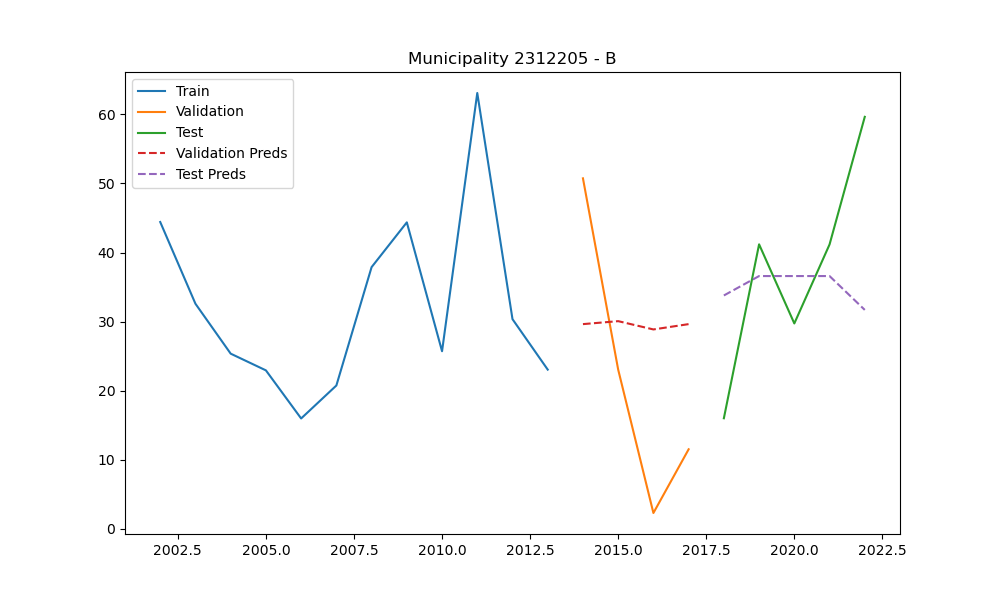 Municipality 2312205 - B
Train
Validation
Test
Validation Preds
Test Preds
60
50
40
30
20
10
0
2002.5 2005.0 2007.5 2010.0 2012.5 2015.0 2017.5 2020.0 2022.5